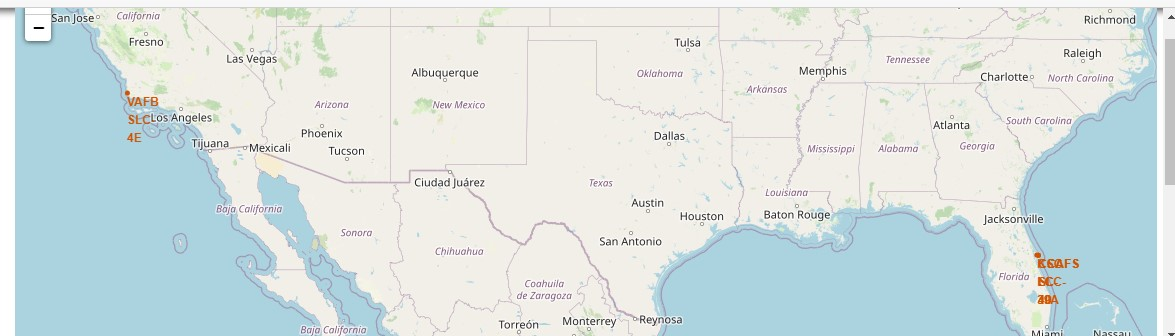 San Jose
California
Richmond
−
Fresno
Tulsa
Raleigh
Las Vegas
Tennessee
Albuquerque
Oklahoma
Memphis
Charlotte
North Carolina
Arkansas
VAFB
SLC-
4E
Los Angeles
Arizona
New Mexico
South Carolina
Atlanta
Phoenix
Dallas
Tijuana
Mexicali
Tucson
Mississippi
Alabama
Georgia
Ciudad Juárez
Texas
Louisiana
Austin
Baja California
Houston
Baton Rouge
Jacksonville
Sonora
San Antonio
Chihuahua
Florida
Coahuila
de Zaragoza
Torreón
Monterrey
Reynosa
Baja California
Miami
Nassau